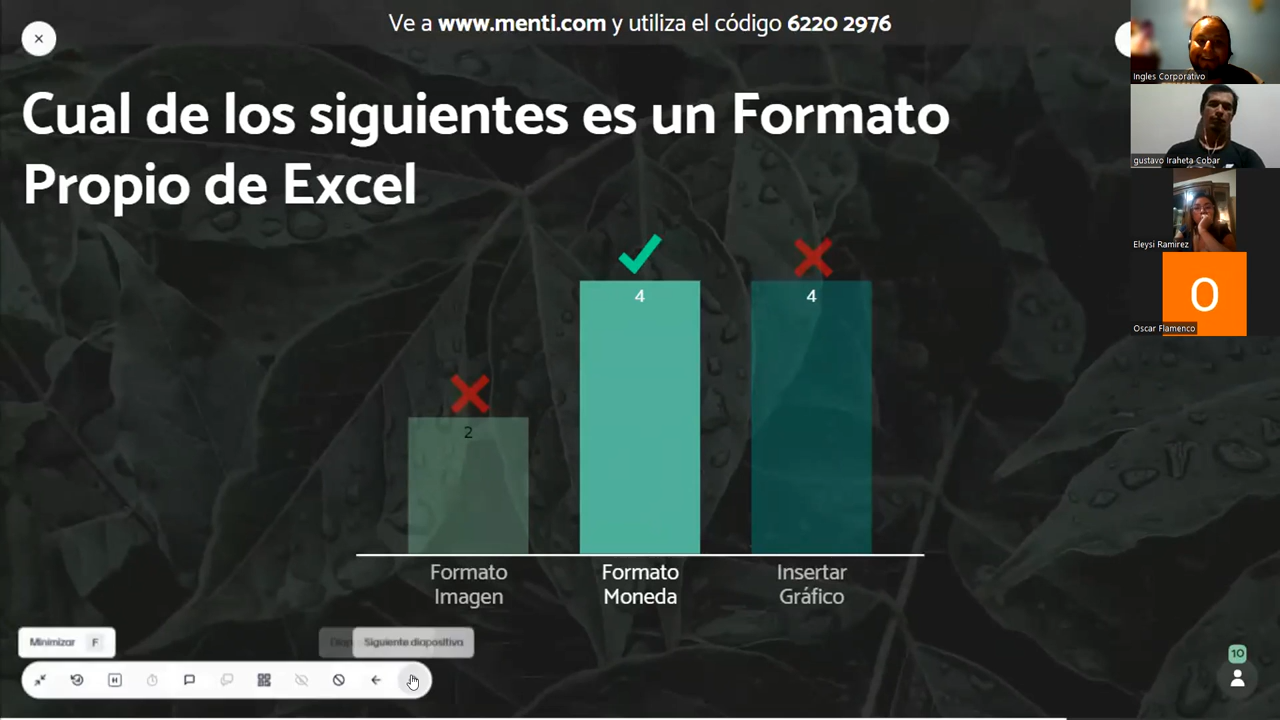 Ve a www.menti.com y utiliza el código 6220 2976
Cual de los siguientes es un Formato
Propio de Excel
2
4
4
Formato
Imagen
Formato
Moneda
Insertar
Gráfico
Minimizar F
Siguiente diapositiva
10
Ingles Corporativo
gustavo Iraheta Cobar
Eleysi Ramirez
O
Oscar Flamenco